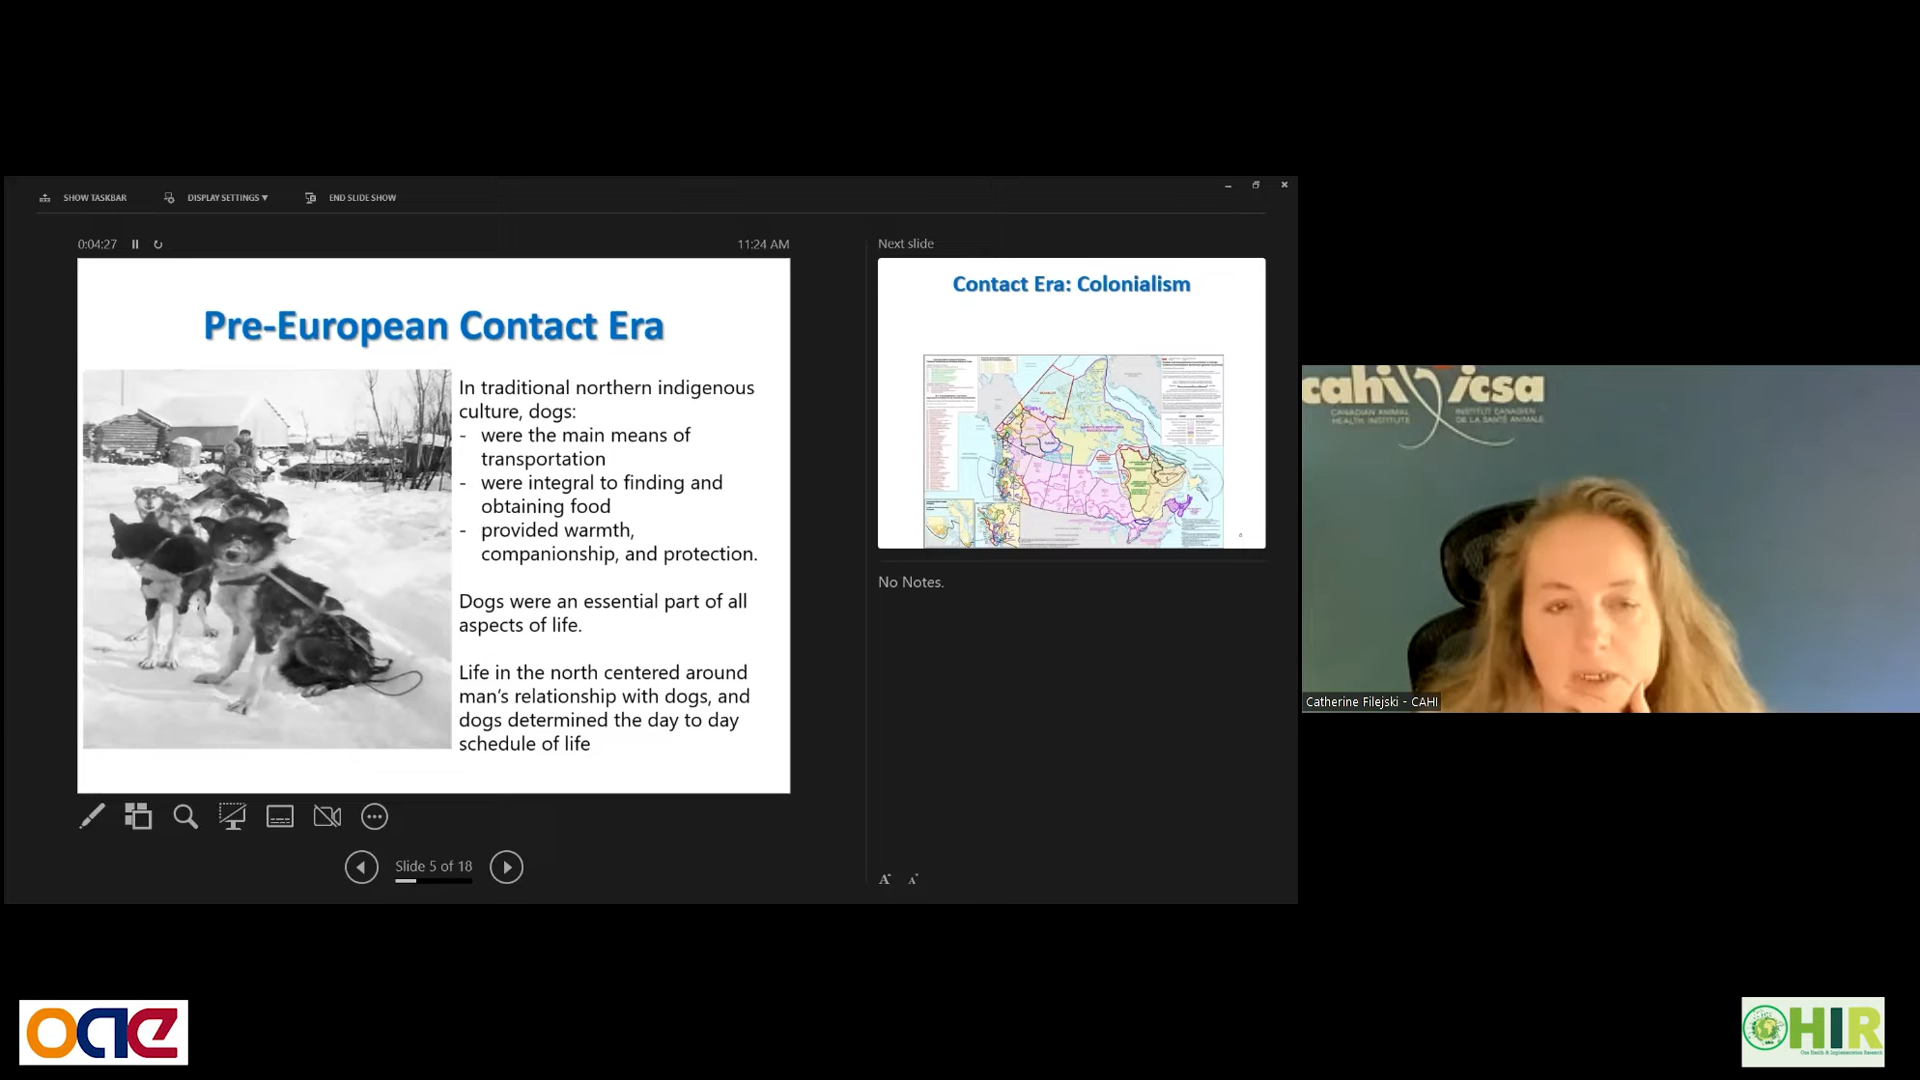 SHOW TASKBAR
DISPLAY SETTINGS ▼
END SLIDE SHOW
0:04:27
11:24 AM
Pre-European Contact Era
In traditional northern indigenous
culture, dogs:
- were the main means of
transportation
- were integral to finding and
obtaining food
- provided warmth,
companionship, and protection.
Dogs were an essential part of all
aspects of life.
Life in the north centered around
man's relationship with dogs, and
dogs determined the day to day
schedule of life
Slide 5 of 18
Next slide
Contact Era: Colonialism
No Notes.
A A
cahi icsa
CANADIAN ANIMAL
HEALTH INSTITUTE
INSTITUT CANADIEN
DE LA SANTÉ ANIMALE
Catherine Filejski - CAHI
oae
OHIR
One Health & Implementation Research